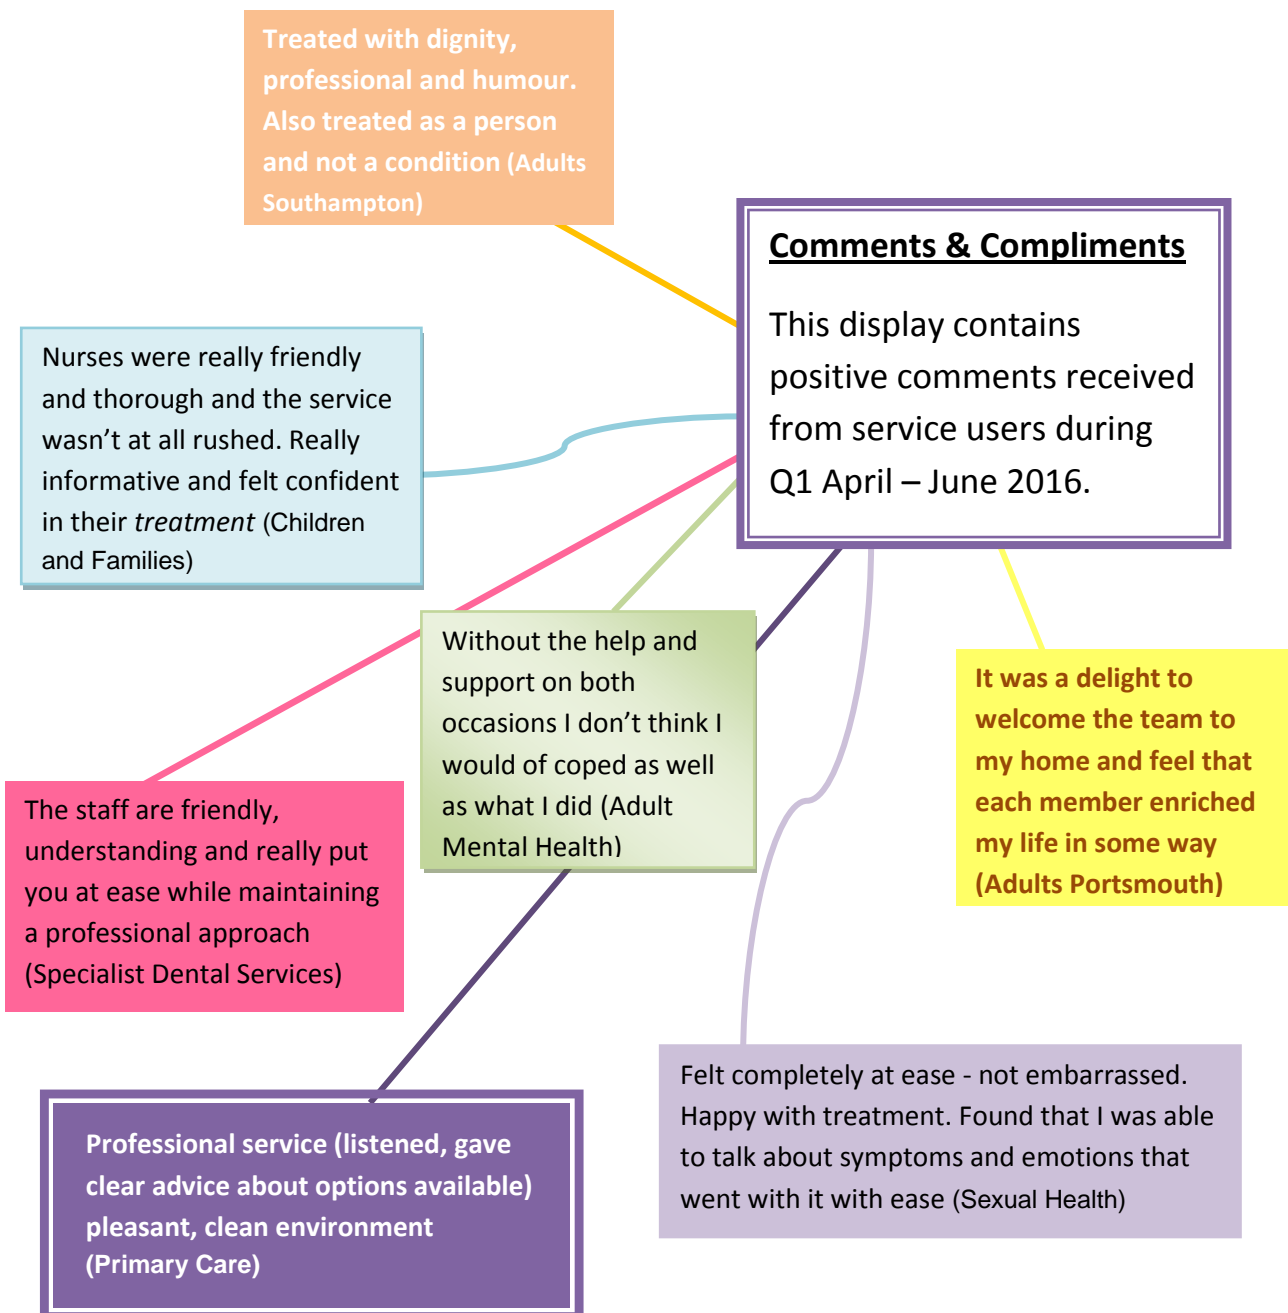 Treated with dignity,
professional and humour.
Also treated as a person
and not a condition (Adults
Southampton)
Comments & Compliments
This display contains
positive comments received
from service users during
Q1 April – June 2016.
Nurses were really friendly
and thorough and the service
wasn’t at all rushed. Really
informative and felt confident
in their treatment (Children
and Families)
Without the help and
support on both
occasions I don’t think I
would of coped as well
as what I did (Adult
Mental Health)
It was a delight to
welcome the team to
my home and feel that
each member enriched
my life in some way
(Adults Portsmouth)
The staff are friendly,
understanding and really put
you at ease while maintaining
a professional approach
(Specialist Dental Services)
Felt completely at ease - not embarrassed.
Happy with treatment. Found that I was able
to talk about symptoms and emotions that
went with it with ease (Sexual Health)
Professional service (listened, gave
clear advice about options available)
pleasant, clean environment
(Primary Care)